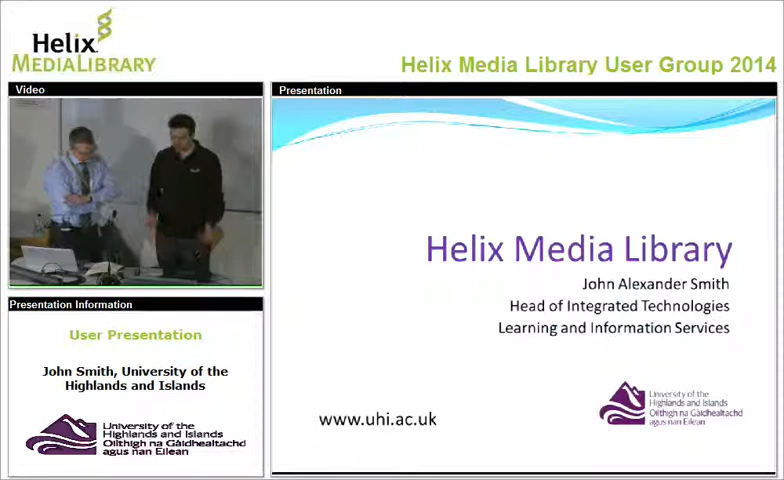 Helix
MEDIALIBRARY
Helix Media Library User Group 2014
Video
Presentation
Helix Media Library
John Alexander Smith
Head of Integrated Technologies
Learning and Information Services
www.uhi.ac.uk
University of the
Highlands and Islands
Oilthigh na Gàidhealtachd
agus nan Eilean
Presentation Information
User Presentation
John Smith, University of the
Highlands and Islands
University of the
Highlands and Islands
Oilthigh na Gàidhealtachd
agus nan Eilean